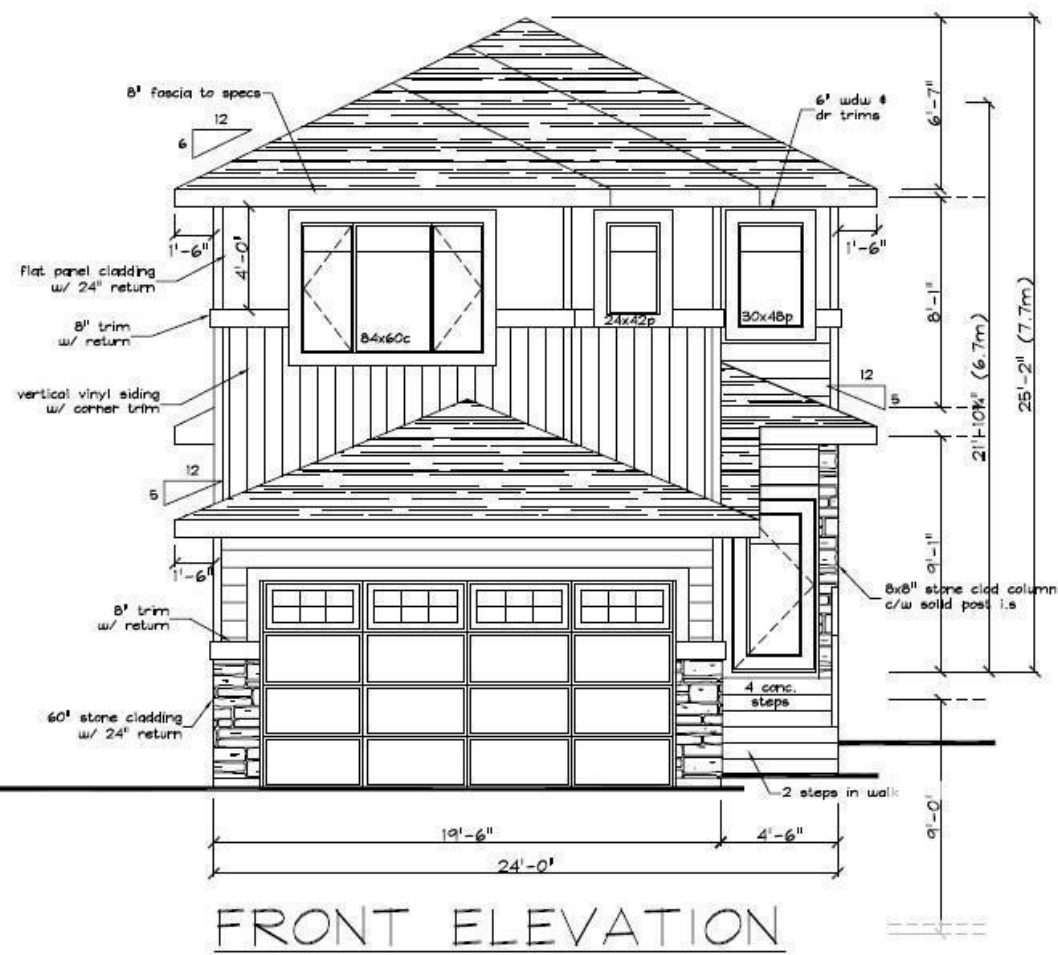 8" fascia to specs
12
6
6" wdw &
dr trims
6'-7"
1'-6"
4'-0"
1'-6"
flat panel cladding
w/ 24" return
8" trim
w/ return
84x60c
24x42p
30x48p
8'-1"
vertical vinyl siding
w/ corner trim
12
5
21'-10¾" (6.7m)
25'-2" (7.7m)
12
5
1'-6"
9'-1"
8x8" stone clad column
c/w solid post i.s
8" trim
w/ return
60" stone cladding
w/ 24" return
4 conc.
steps
2 steps in walk
9'-0"
19'-6"
4'-6"
24'-0"
FRONT ELEVATION